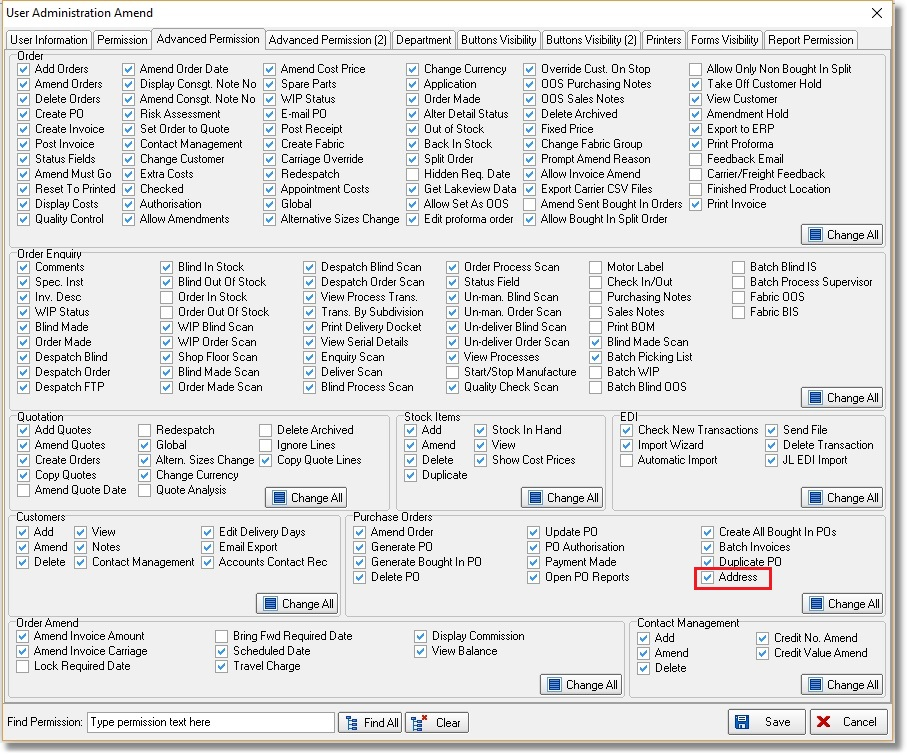 User Administration Amend
User Information Permission Advanced Permission Advanced Permission (2) Department Buttons Visibility Buttons Visibility (2) Printers Forms Visibility Report Permission
Order
Add Orders Amend Order Date Amend Cost Price Change Currency Override Cust. On Stop Allow Only Non Bought In Split
Amend Orders Display Consgt. Note No Spare Parts Application OOS Purchasing Notes Take Off Customer Hold
Delete Orders Amend Consgt. Note No WIP Status Order Made OOS Sales Notes View Customer
Create PO Risk Assessment E-mail PO Alter Detail Status Delete Archived Amendment Hold
Create Invoice Set Order to Quote Post Receipt Out of Stock Fixed Price Export to ERP
Post Invoice Contact Management Create Fabric Back In Stock Change Fabric Group Print Proforma
Status Fields Change Customer Carriage Override Split Order Prompt Amend Reason Feedback Email
Amend Must Go Extra Costs Redespatch Hidden Req. Date Allow Invoice Amend Carrier/Freight Feedback
Reset To Printed Checked Appointment Costs Get Lakeview Data Export Carrier CSV Files Finished Product Location
Display Costs Authorisation Global Allow Set As OOS Amend Sent Bought In Orders Print Invoice
Quality Control Allow Amendments Alternative Sizes Change Edit proforma order Allow Bought In Split Order
Change All
Order Enquiry
Comments Blind In Stock Despatch Blind Scan Order Process Scan Motor Label Batch Blind IS
Spec. Inst Blind Out Of Stock Despatch Order Scan Status Field Check In/Out Batch Process Supervisor
Inv. Desc Order In Stock View Process Trans. Un-man. Blind Scan Purchasing Notes Fabric OOS
WIP Status Order Out Of Stock Trans. By Subdivision Un-man. Order Scan Sales Notes Fabric BIS
Blind Made WIP Blind Scan Print Delivery Docket Un-deliver Blind Scan Print BOM
Order Made WIP Order Scan View Serial Details Un-deliver Order Scan Blind Made Scan
Despatch Blind Shop Floor Scan Enquiry Scan View Processes Batch Picking List
Despatch Order Blind Made Scan Deliver Scan Start/Stop Manufacture Batch WIP
Despatch FTP Order Made Scan Blind Process Scan Quality Check Scan Batch Blind OOS
Change All
Quotation Stock Items EDI
Add Quotes Redespatch Delete Archived Add Stock In Hand Check New Transactions Send File
Amend Quotes Global Ignore Lines Amend View Import Wizard Delete Transaction
Create Orders Altern. Sizes Change Copy Quote Lines Delete Show Cost Prices Automatic Import JL EDI Import
Copy Quotes Change Currency Duplicate
Amend Quote Date Quote Analysis Change All Change All Change All
Customers Purchase Orders
Add View Edit Delivery Days Amend Order Update PO Create All Bought In POs
Amend Notes Email Export Generate PO PO Authorisation Batch Invoices
Delete Contact Management Accounts Contact Rec Generate Bought In PO Payment Made Duplicate PO
Delete PO Open PO Reports Address
Change All Change All
Order Amend Contact Management
Amend Invoice Amount Bring Fwd Required Date Display Commission Add Credit No. Amend
Amend Invoice Carriage Scheduled Date View Balance Amend Credit Value Amend
Lock Required Date Travel Charge Delete
Change All Change All
Find Permission: Type permission text here Find All Clear Save Cancel